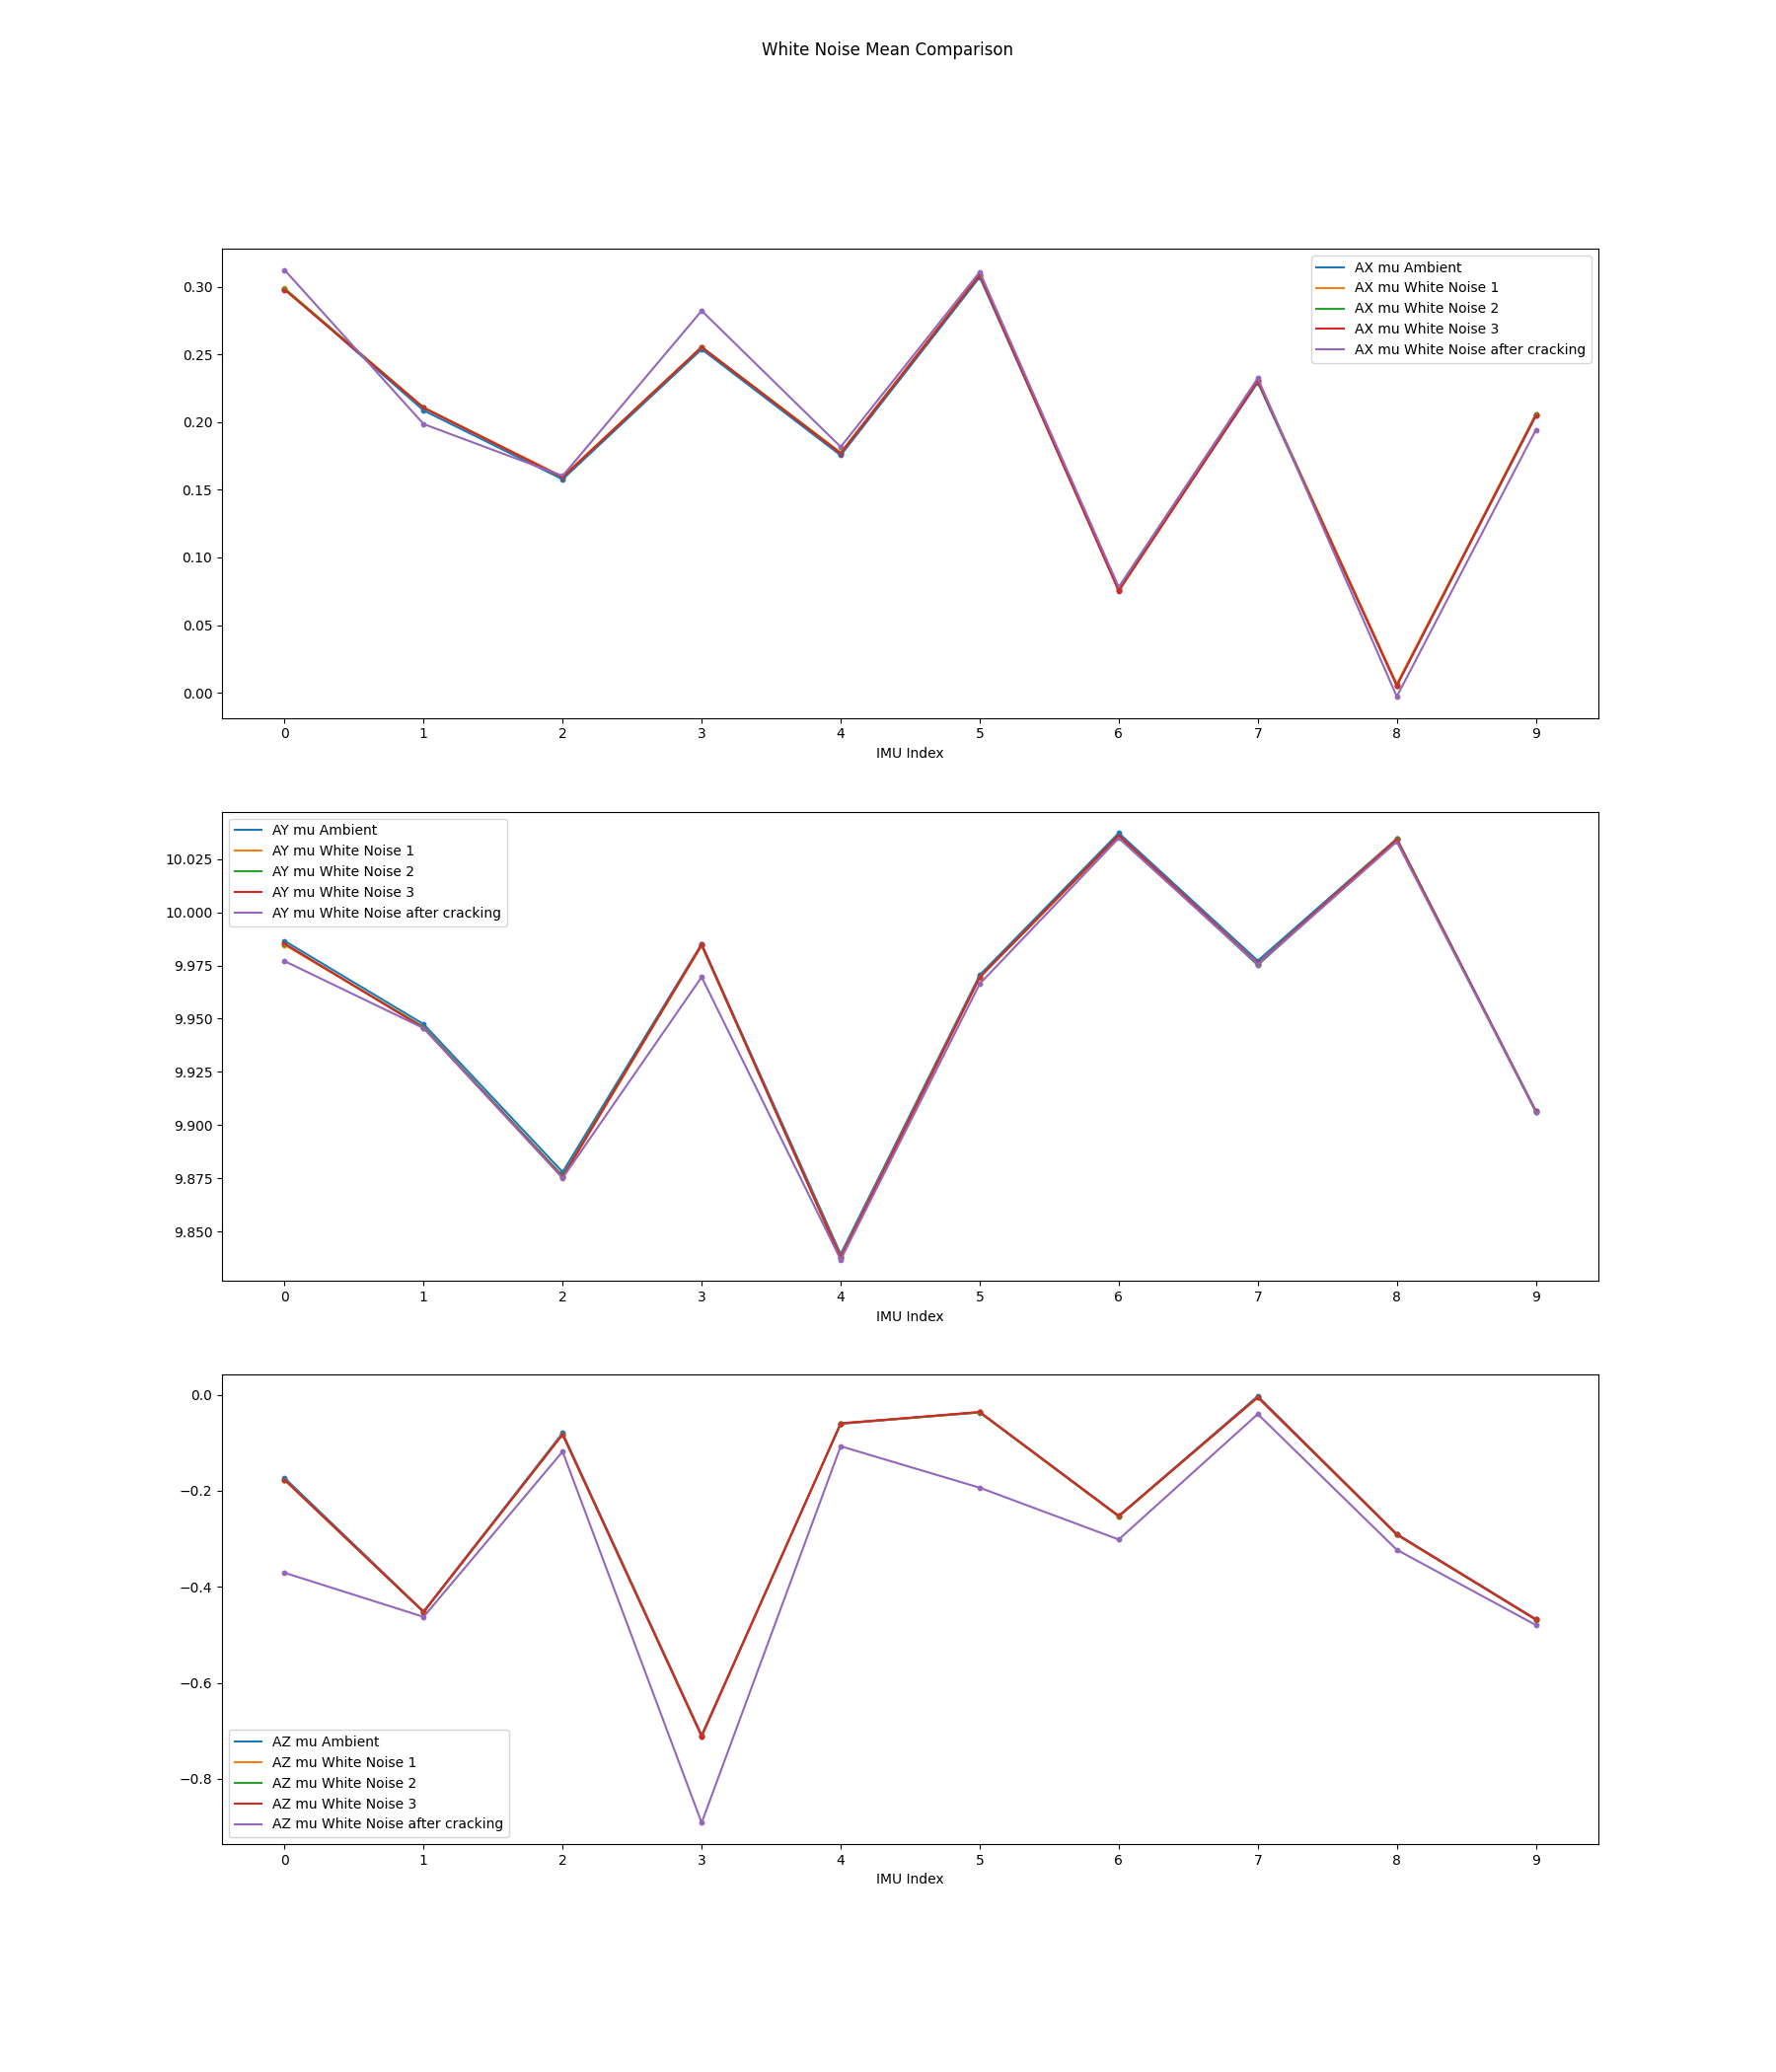 White Noise Mean Comparison
0.30
0.25
0.20
0.15
0.10
0.05
0.00
AX mu Ambient
AX mu White Noise 1
AX mu White Noise 2
AX mu White Noise 3
AX mu White Noise after cracking
0 1 2 3 4 5 6 7 8 9
IMU Index
10.025
10.000
9.975
9.950
9.925
9.900
9.875
9.850
AY mu Ambient
AY mu White Noise 1
AY mu White Noise 2
AY mu White Noise 3
AY mu White Noise after cracking
0 1 2 3 4 5 6 7 8 9
IMU Index
0.0
−0.2
−0.4
−0.6
−0.8
AZ mu Ambient
AZ mu White Noise 1
AZ mu White Noise 2
AZ mu White Noise 3
AZ mu White Noise after cracking
0 1 2 3 4 5 6 7 8 9
IMU Index